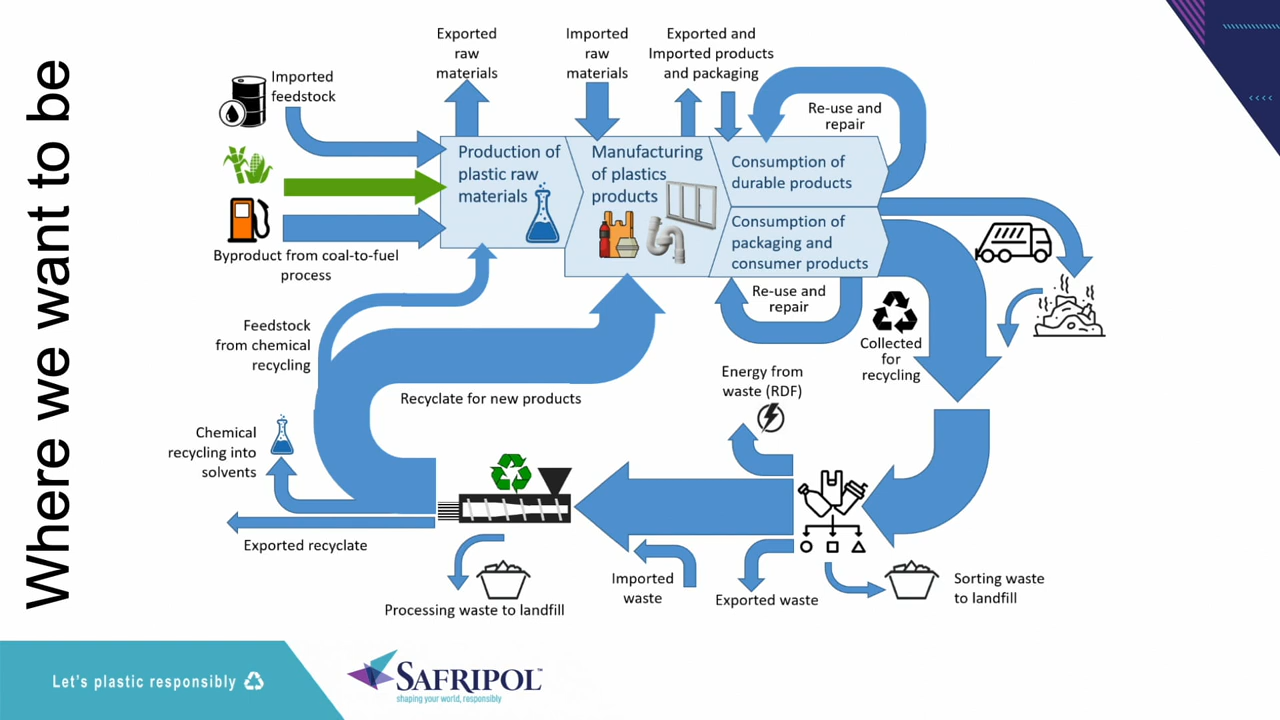 Where we want to be
Exported
raw
materials
Imported
raw
materials
Exported and
Imported products
and packaging
Imported
feedstock
Re-use and
repair
Production of
plastic raw
materials
Manufacturing
of plastics
products
Consumption of
durable products
Consumption of
packaging and
consumer products
Byproduct from coal-to-fuel
process
Re-use and
repair
Collected
for
recycling
Feedstock
from chemical
recycling
Energy from
waste (RDF)
Recyclate for new products
Chemical
recycling into
solvents
Exported recyclate
Processing waste to landfill
Imported
waste
Exported waste
Sorting waste
to landfill
Let's plastic responsibly
SAFRIPOL™
shaping your world, responsibly